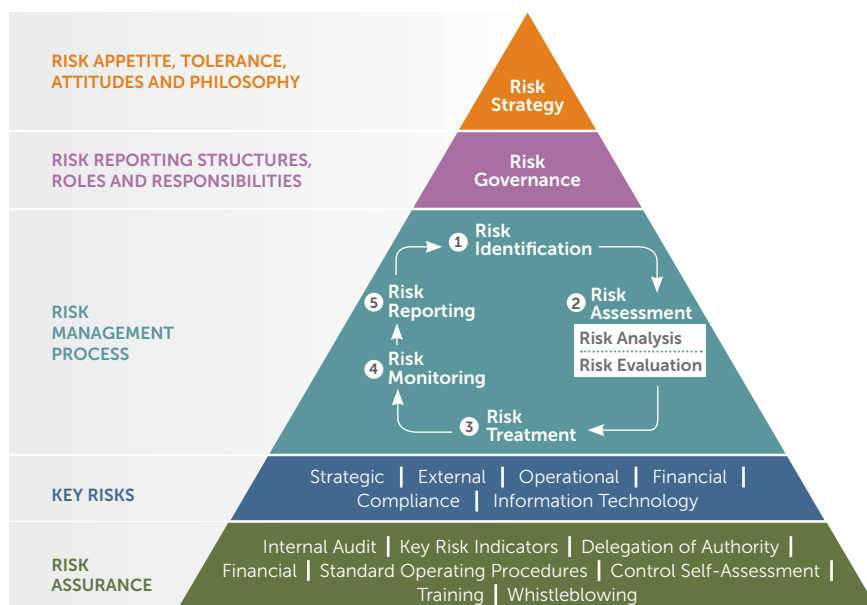 RISK APPETITE, TOLERANCE,
ATTITUDES AND PHILOSOPHY
Risk
Strategy
RISK REPORTING STRUCTURES,
ROLES AND RESPONSIBILITIES
Risk
Governance
RISK
MANAGEMENT
PROCESS
1 Risk
Identification
2 Risk
Assessment
Risk Analysis
Risk Evaluation
3 Risk
Treatment
4 Risk
Monitoring
5 Risk
Reporting
KEY RISKS
Strategic | External | Operational | Financial |
Compliance | Information Technology
RISK
ASSURANCE
Internal Audit | Key Risk Indicators | Delegation of Authority |
Financial | Standard Operating Procedures | Control Self-Assessment |
Training | Whistleblowing